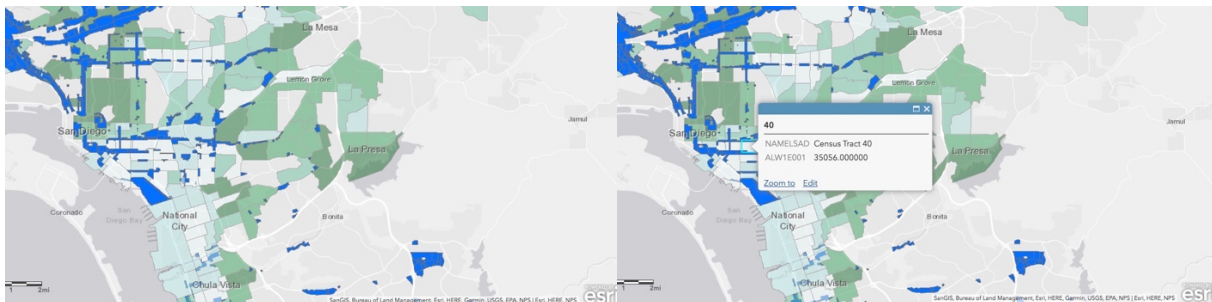 La Mesa
Lemon Grove
San Diego
Jamul
La Presa
Coronado
San
Diego Bay
National
City
Bonita
Chula Vista
2mi
SanGIS, Bureau of Land Management, Esri, HERE, Garmin, USGS, EPA, NPS | Esri, HERE, NPS
esri
La Mesa
Lemon Grove
40
San Diego
NAMELSAD Census Tract 40
ALW1E001 35056.000000
Jamul
La Presa
Zoom to Edit
Coronado
San
Diego Bay
National
City
Bonita
Chula Vista
1 2mi
SanGIS, Bureau of Land Management, Esri, HERE, Garmin, USGS, EPA, NPS | Esri, HERE, NPS
esri